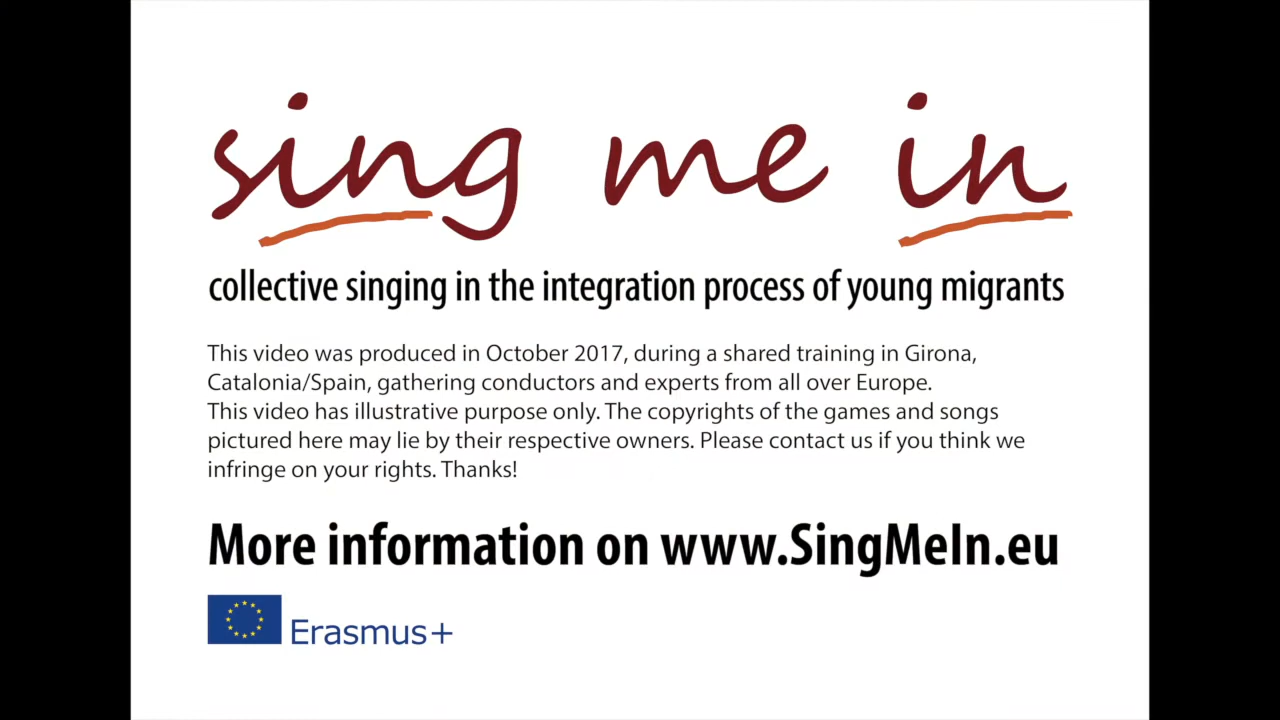 sing me in
collective singing in the integration process of young migrants
This video was produced in October 2017, during a shared training in Girona,
Catalonia/Spain, gathering conductors and experts from all over Europe.
This video has illustrative purpose only. The copyrights of the games and songs
pictured here may lie by their respective owners. Please contact us if you think we
infringe on your rights. Thanks!
More information on www.SingMeIn.eu
Erasmus+